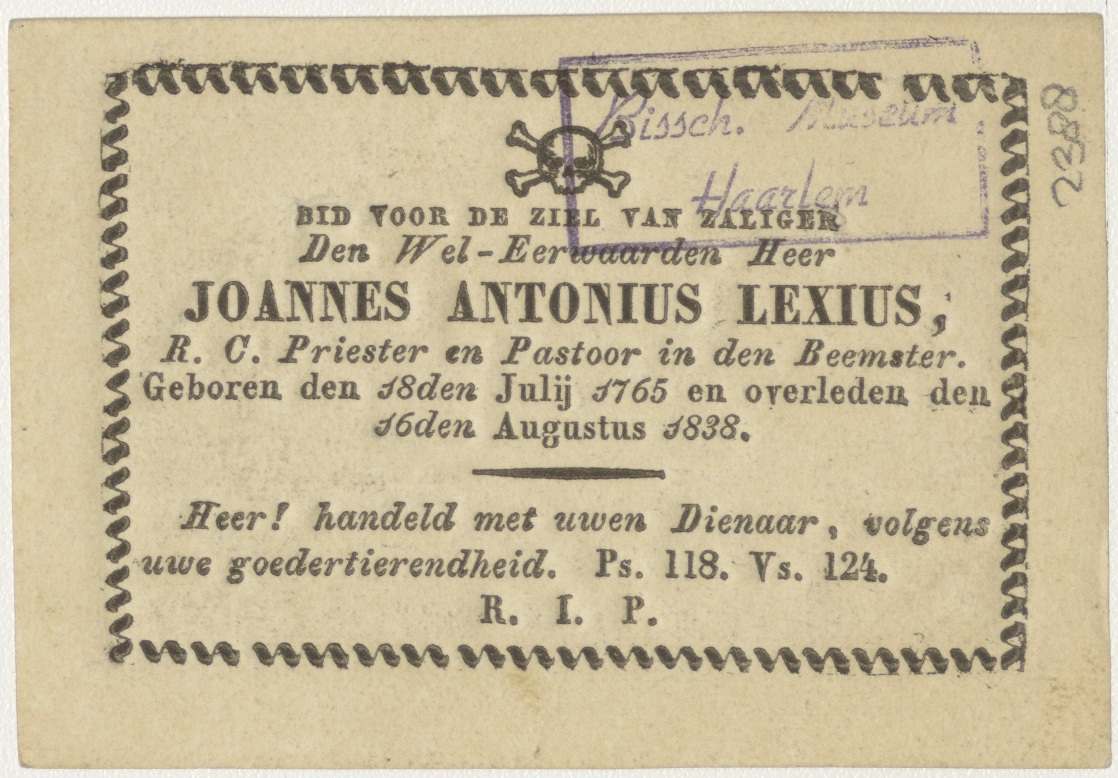 Bissch. Museum
Haarlem
2388
BID VOOR DE ZIEL VAN ZALIGER
Den Wel-Eerwaarden Heer
JOANNES ANTONIUS LEXIUS,
R. C. Priester en Pastoor in den Beemster.
Geboren den 18den Julij 1765 en overleden den
16den Augustus 1838.
Heer! handeld met uwen Dienaar, volgens
uwe goedertierendheid. Ps. 118. Vs. 124.
R. I. P.